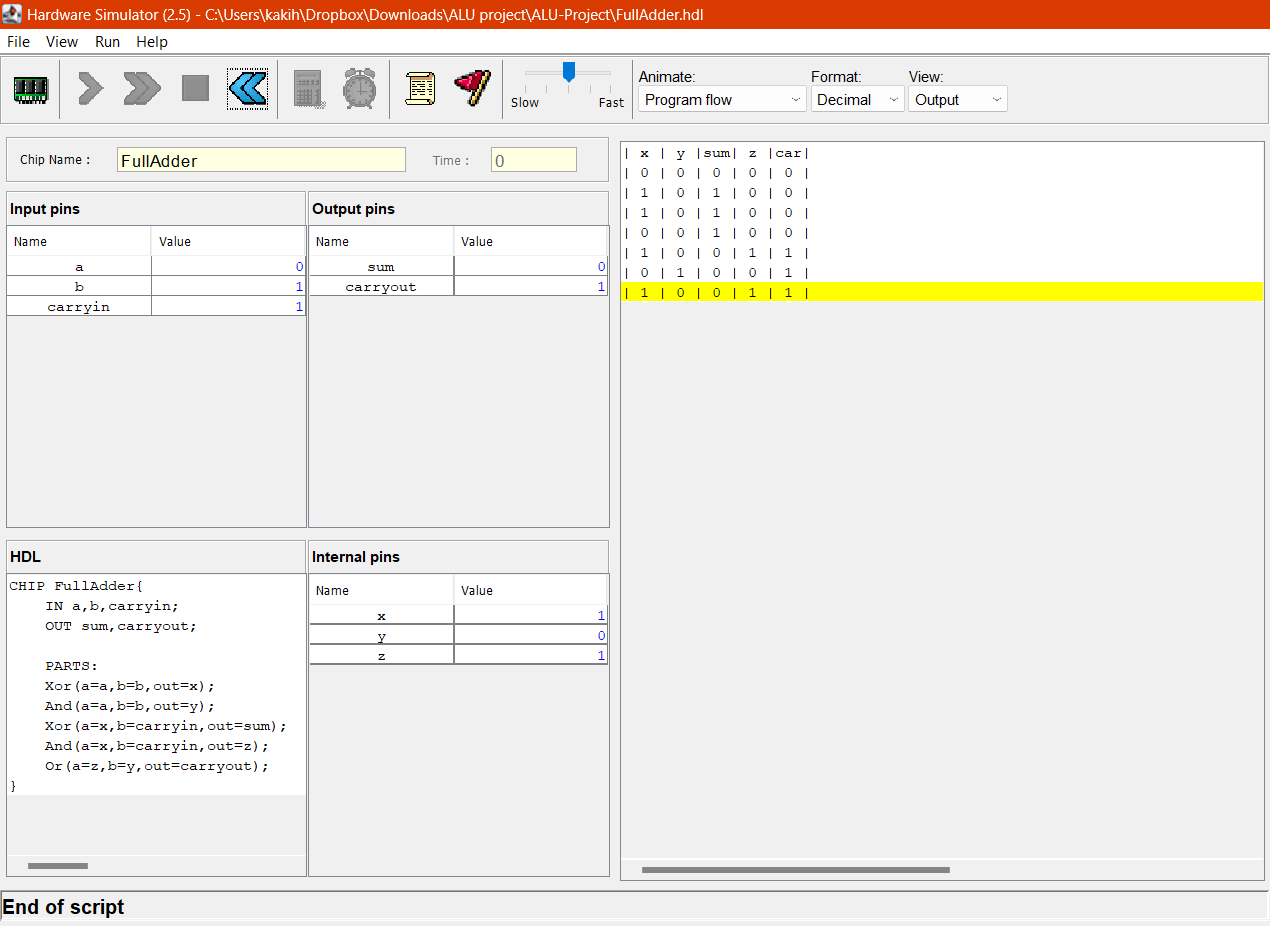 Hardware Simulator (2.5) - C:\Users\kakih\Dropbox\Downloads\ALU project\ALU-Project\FullAdder.hdl
File View Run Help
Slow Fast
Animate: Format: View:
Program flow Decimal Output
Chip Name : FullAdder Time : 0
Input pins
Name Value
a 0
b 1
carryin 1
Output pins
Name Value
sum 0
carryout 1
| x | y |sum| z |car|
| 0 | 0 | 0 | 0 | 0 |
| 1 | 0 | 1 | 0 | 0 |
| 1 | 0 | 1 | 0 | 0 |
| 0 | 0 | 1 | 0 | 0 |
| 1 | 0 | 0 | 1 | 1 |
| 0 | 1 | 0 | 0 | 1 |
| 1 | 0 | 0 | 1 | 1 |
HDL
CHIP FullAdder{
    IN a,b,carryin;
    OUT sum,carryout;
    PARTS:
    Xor(a=a,b=b,out=x);
    And(a=a,b=b,out=y);
    Xor(a=x,b=carryin,out=sum);
    And(a=x,b=carryin,out=z);
    Or(a=z,b=y,out=carryout);
}
Internal pins
Name Value
x 1
y 0
z 1
End of script